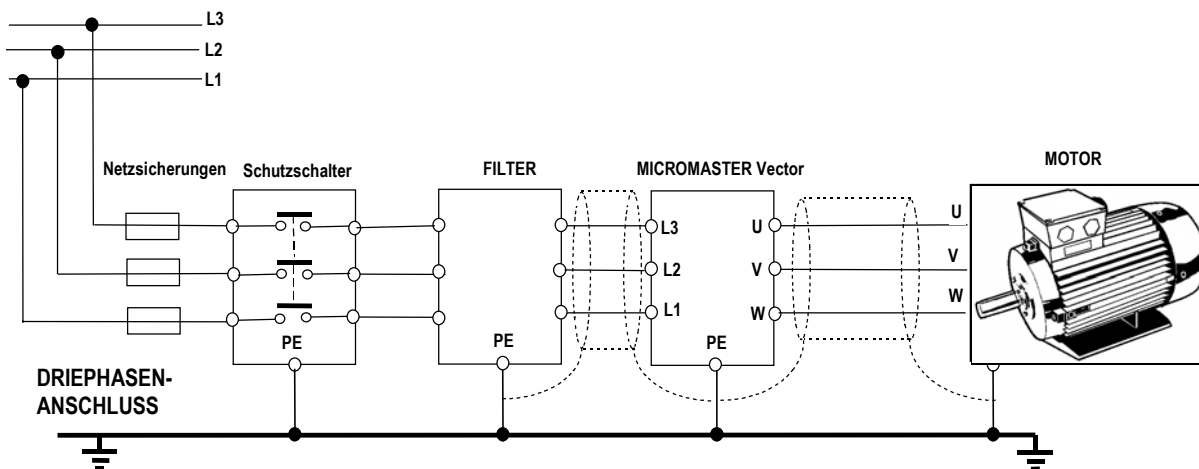 L3
L2
L1
Netzsicherungen
Schutzschalter
FILTER
MICROMASTER Vector
MOTOR
L3
U
U
L2
V
V
L1
W
W
PE
PE
PE
DRIEPHASEN-
ANSCHLUSS